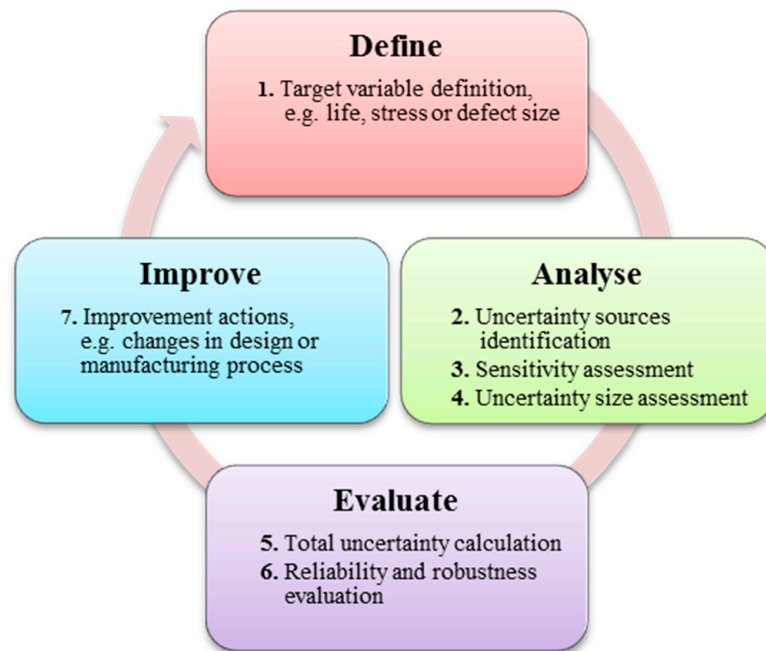 Define
1. Target variable definition,
e.g. life, stress or defect size
Improve
7. Improvement actions,
e.g. changes in design or
manufacturing process
Analyse
2. Uncertainty sources
identification
3. Sensitivity assessment
4. Uncertainty size assessment
Evaluate
5. Total uncertainty calculation
6. Reliability and robustness
evaluation